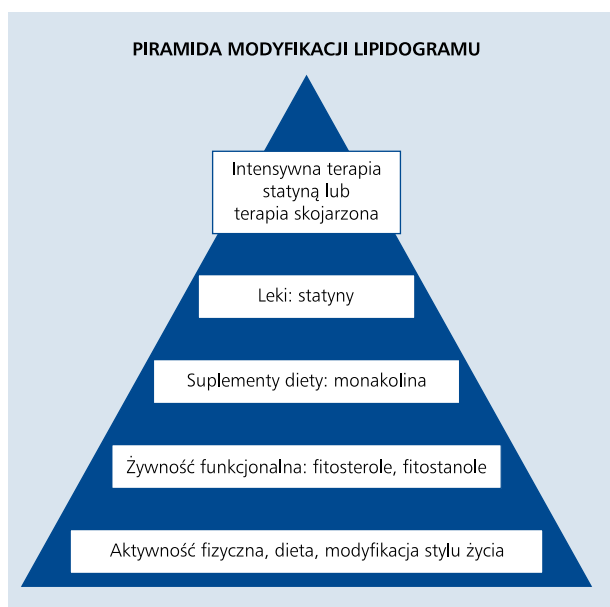 PIRAMIDA MODYFIKACJI LIPIDOGRAMU
Intensywna terapia
statyną lub
terapia skojarzona
Leki: statyny
Suplementy diety: monakolina
Żywność funkcjonalna: fitosterole, fitostanole
Aktywność fizyczna, dieta, modyfikacja stylu życia